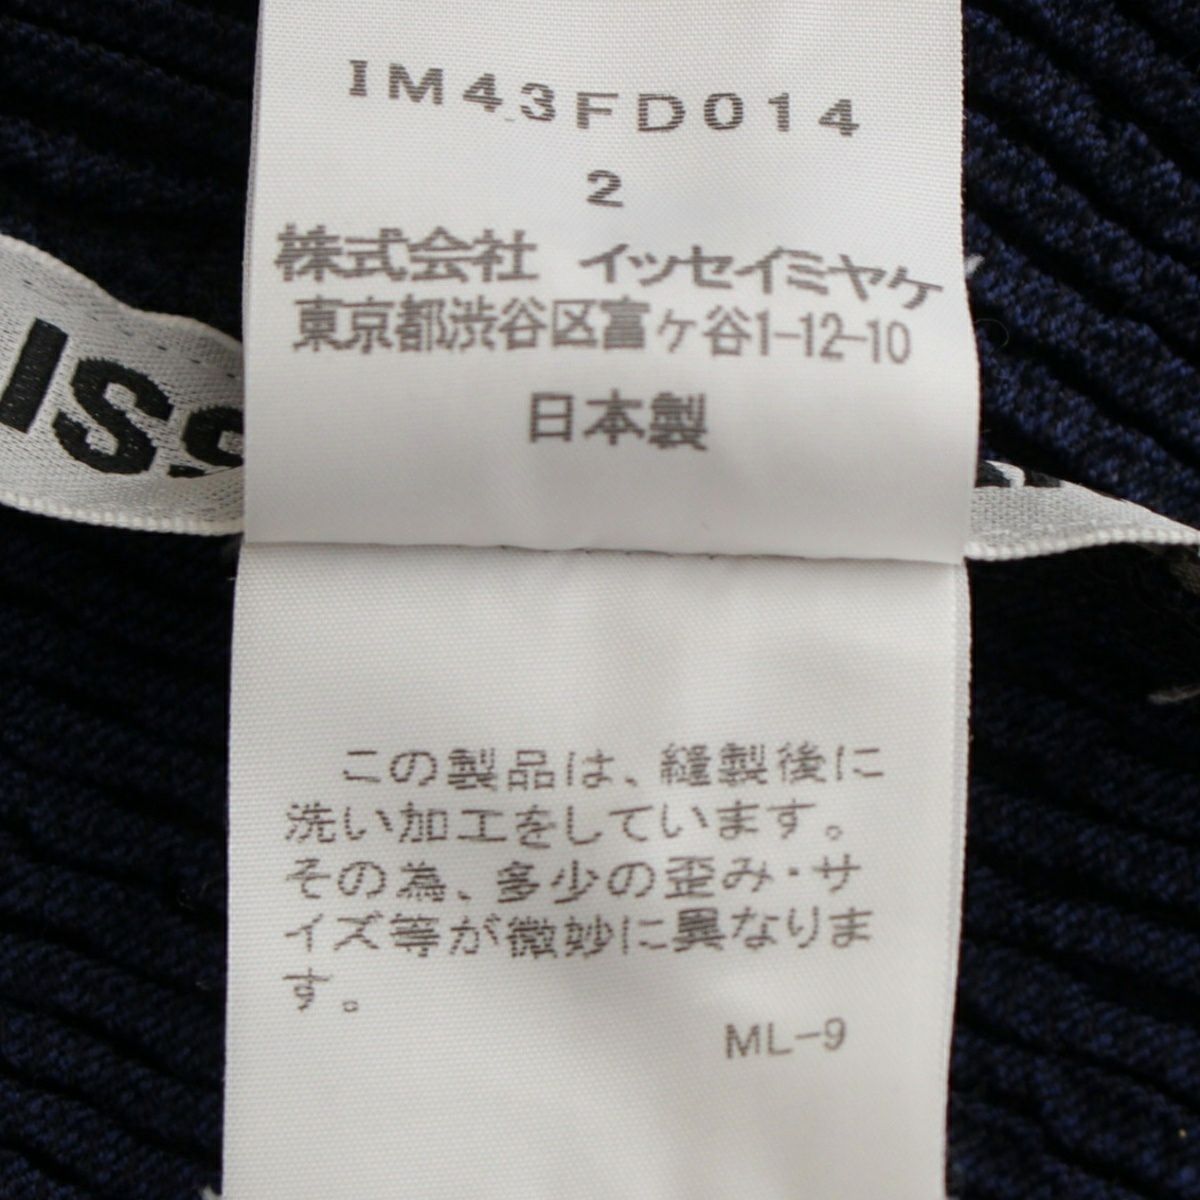 IM43FD014
2
株式会社 イッセイミヤケ
東京都渋谷区富ヶ谷1-12-10
日本製
ISS
この製品は、縫製後に
洗い加工をしています。
その為、多少の歪み・サ
イズ等が微妙に異なりま
す。
ML-9